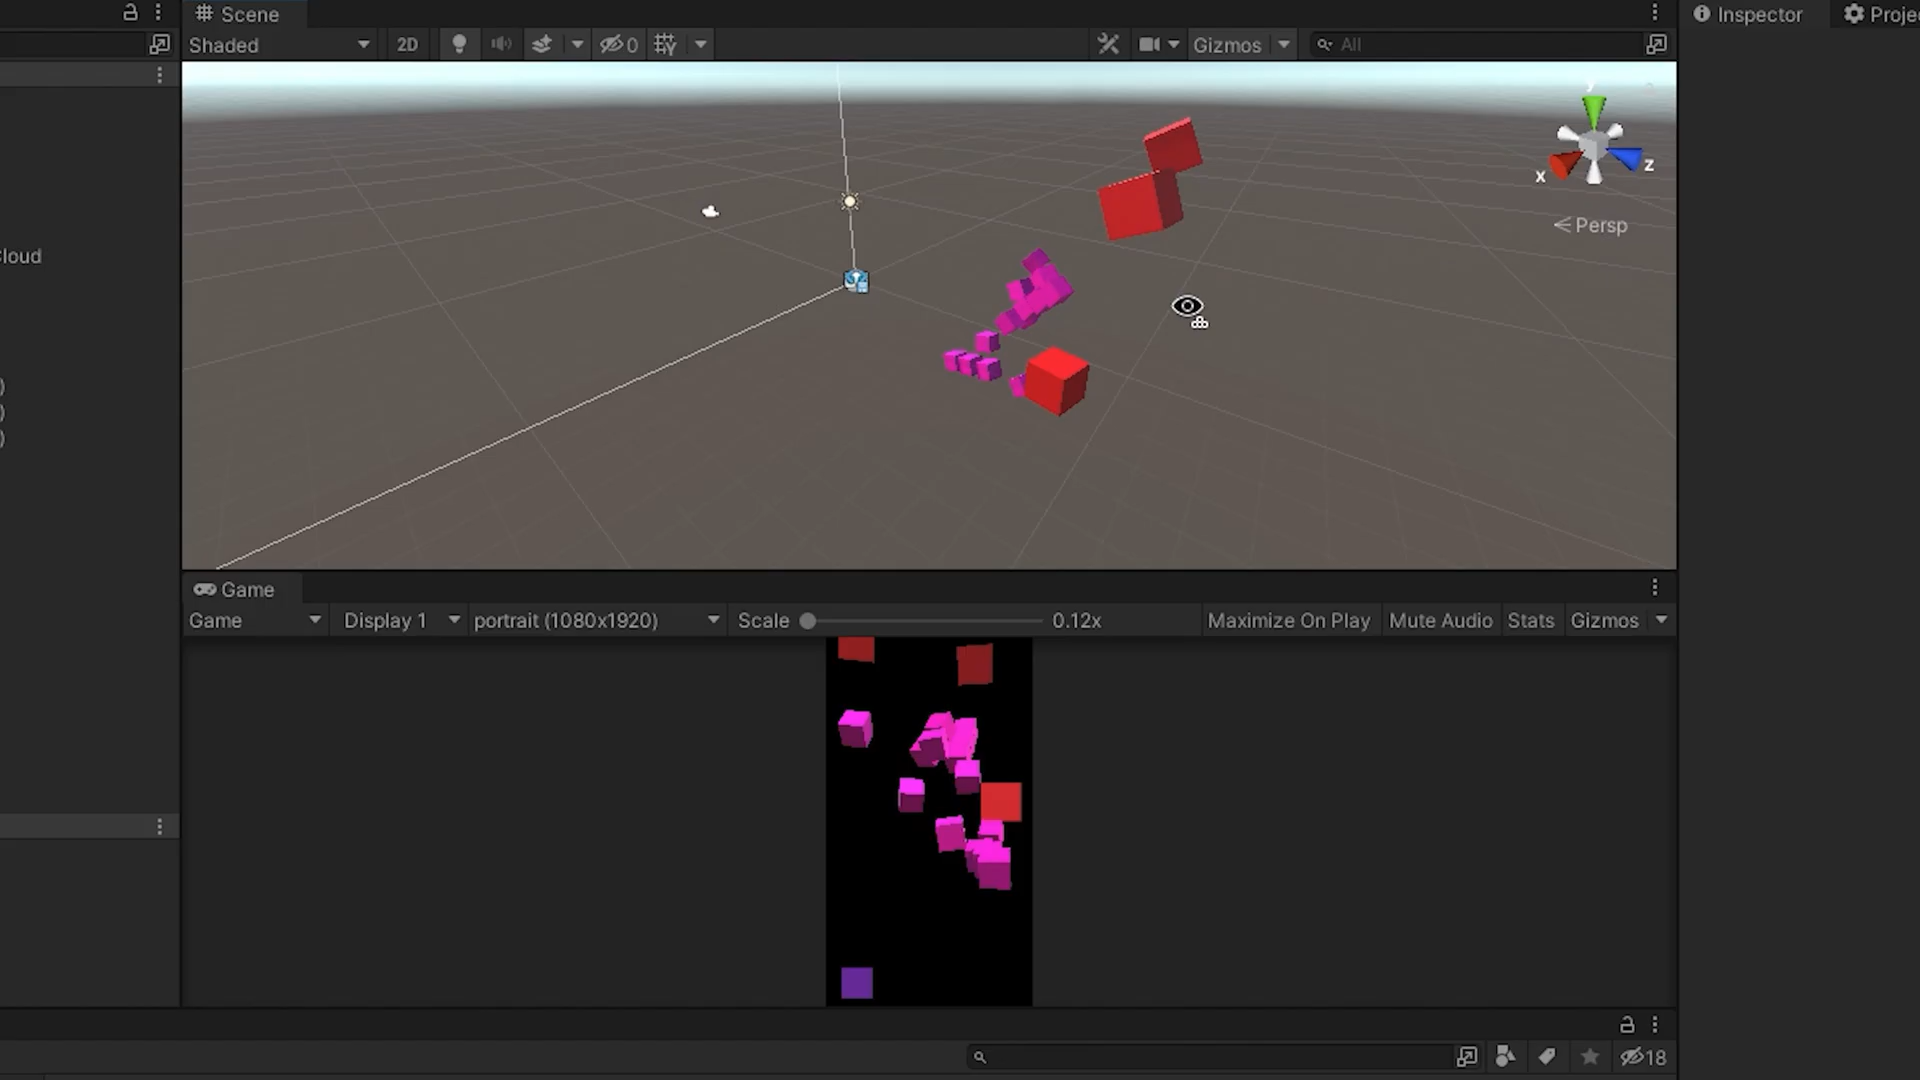 Scene
Inspector
Proje
Shaded
2D
0
Gizmos
All
y
x
z
Persp
Cloud
)
)
)
Game
Game
Display 1
portrait (1080x1920)
Scale
0.12x
Maximize On Play
Mute Audio
Stats
Gizmos
18